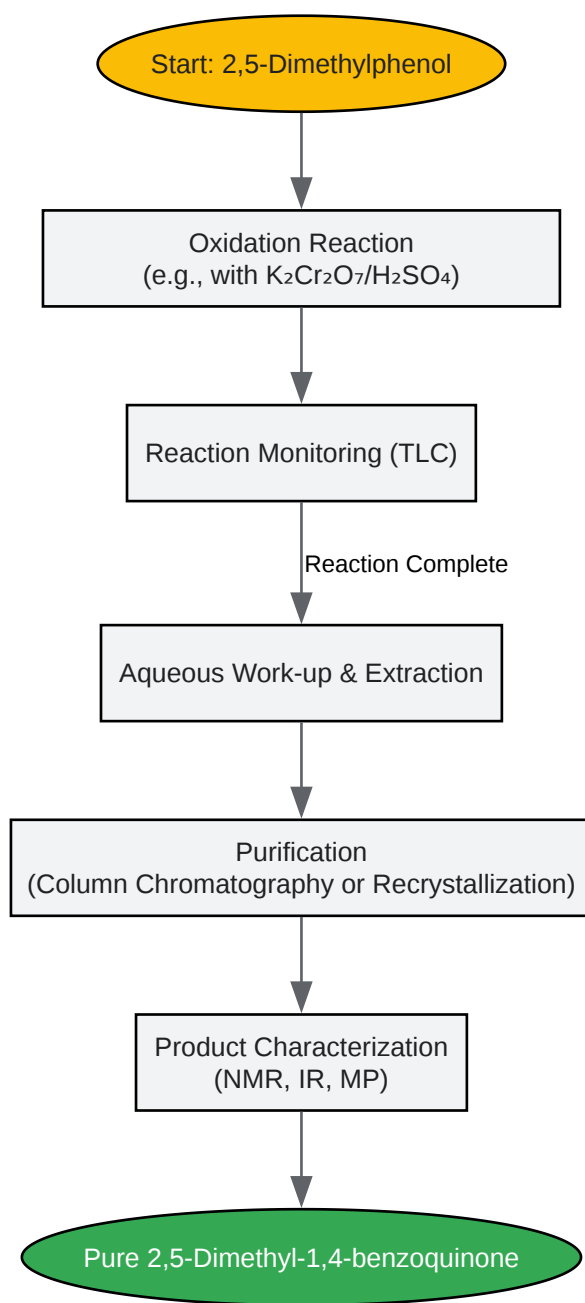 Start: 2,5-Dimethylphenol
Oxidation Reaction
(e.g., with K₂Cr₂O₇/H₂SO₄)
Reaction Monitoring (TLC)
Reaction Complete
Aqueous Work-up & Extraction
Purification
(Column Chromatography or Recrystallization)
Product Characterization
(NMR, IR, MP)
Pure 2,5-Dimethyl-1,4-benzoquinone